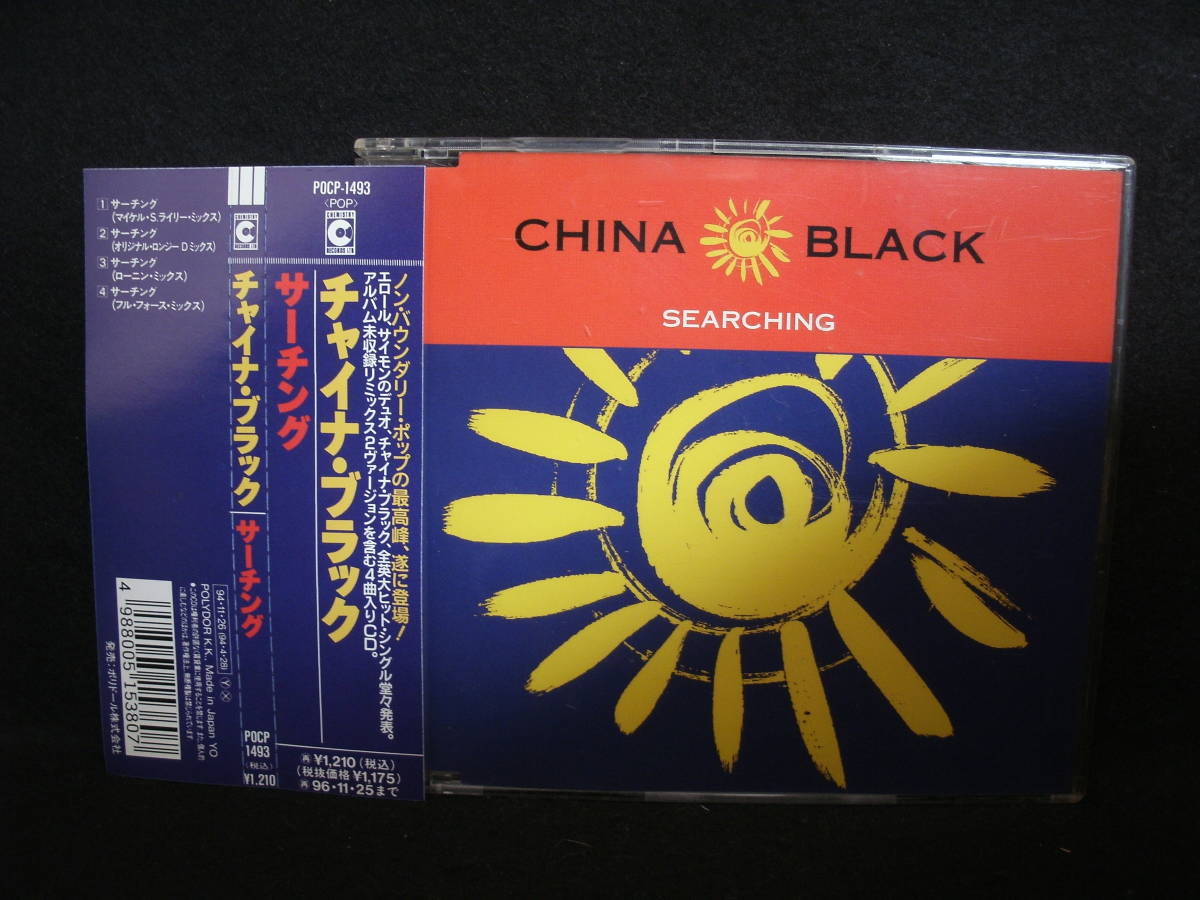 1 サーチング
(マイケル・S.ライリー・ミックス)
2 サーチング
(オリジナル・ロンジー Dミックス)
3 サーチング
(ローニン・ミックス)
4 サーチング
(フル・フォース・ミックス)
4 988005 153807
発売:ポリドール株式会社
'94・11・26 ('94・4・28) Y
POLYDOR K.K., Made in Japan YO
チャイナ・ブラック
サーチング
POCP
1493
(税込)
¥1,210
POCP-1493
〈POP〉
C
RECORDS LTD
ノン・バウンダリー・ポップの最高峰、遂に登場!
エロール、サイモンのデュオ、チャイナ・ブラック、全英大ヒット・シングル堂々発表。
アルバム未収録リミックス2ヴァージョンを含む4曲入りCD。
チャイナ・ブラック
サーチング
再 ¥1,210(税込)
(税抜価格 ¥1,175)
再 96・11・25まで
CHINA BLACK
SEARCHING